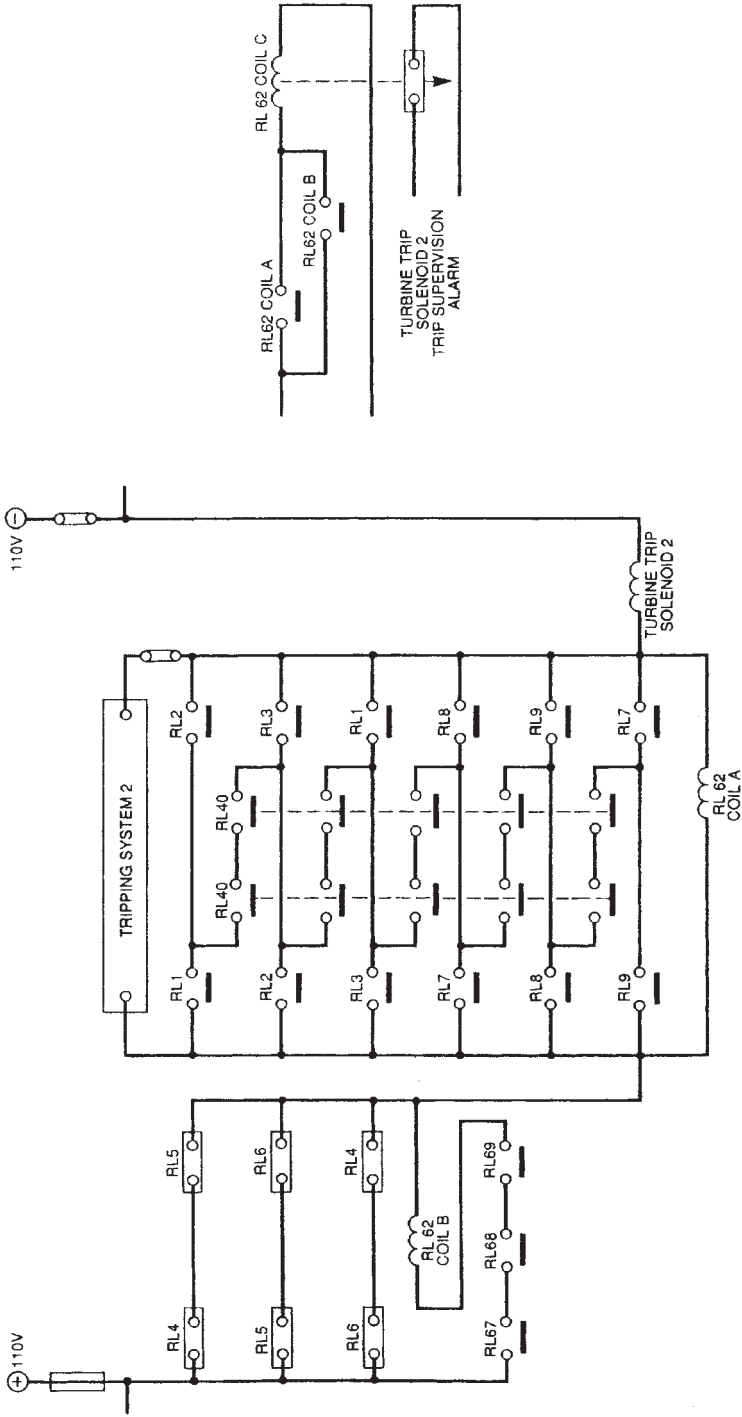 110V
+
RL4
RL5
RL5
RL6
RL6
RL4
RL 62
COIL B
RL67
RL68
RL69
TRIPPING SYSTEM 2
RL1
RL2
RL40
RL40
RL2
RL3
RL3
RL1
RL7
RL8
RL8
RL9
RL9
RL7
RL 62
COIL A
110V
−
TURBINE TRIP
SOLENOID 2
RL62 COIL A
RL62 COIL B
RL 62 COIL C
TURBINE TRIP
SOLENOID 2
TRIP SUPERVISION
ALARM